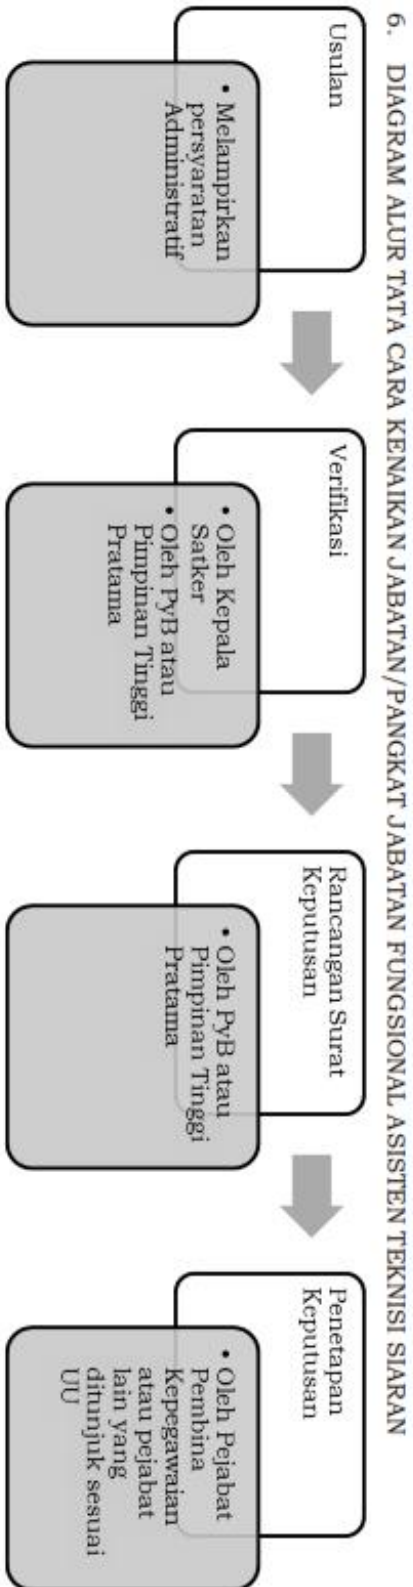 6. DIAGRAM ALUR TATA CARA KENAIKAN JABATAN/PANGKAT JABATAN FUNGSIONAL ASISTEN TEKNISI SIARAN
Usulan
• Melampirkan
persyaratan
Administratif
Verifikasi
• Oleh Kepala
Satker
• Oleh PyB atau
Pimpinan Tinggi
Pratama
Rancangan Surat
Keputusan
• Oleh PyB atau
Pimpinan Tinggi
Pratama
Penetapan
Keputusan
• Oleh Pejabat
Pembina
Kepegawaian
atau pejabat
lain yang
ditunjuk sesuai
UU